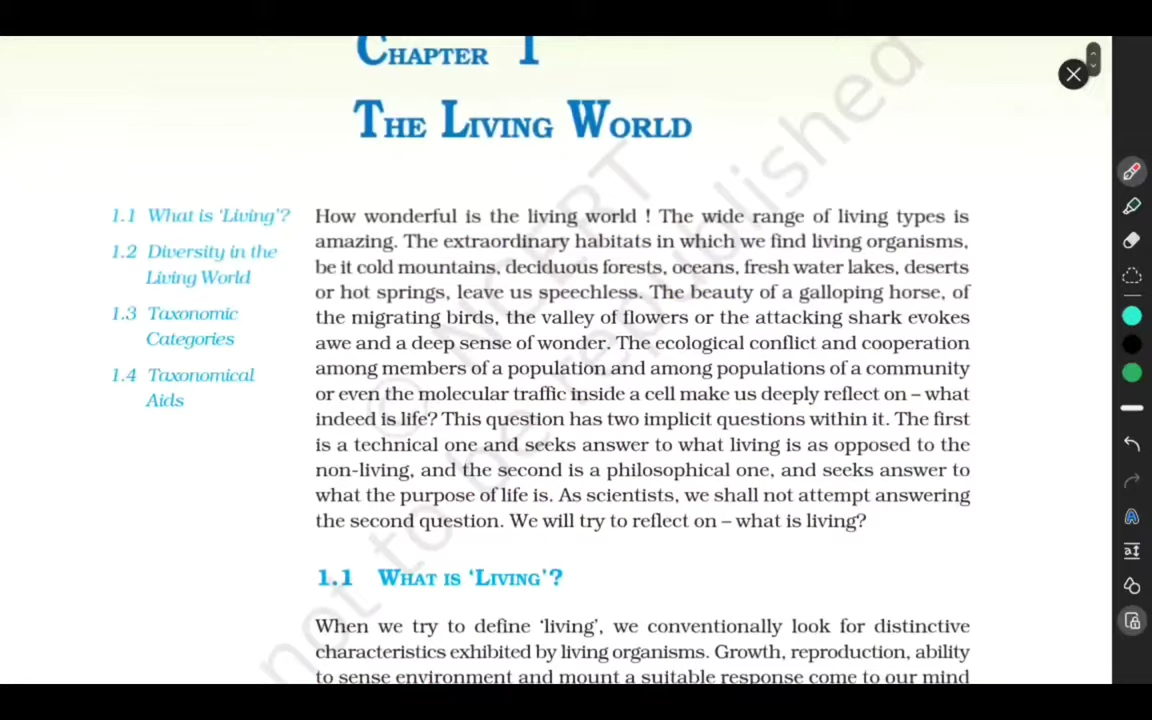 CHAPTER 1
THE LIVING WORLD
1.1 What is ‘Living’?
1.2 Diversity in the
Living World
1.3 Taxonomic
Categories
1.4 Taxonomical
Aids
How wonderful is the living world ! The wide range of living types is
amazing. The extraordinary habitats in which we find living organisms,
be it cold mountains, deciduous forests, oceans, fresh water lakes, deserts
or hot springs, leave us speechless. The beauty of a galloping horse, of
the migrating birds, the valley of flowers or the attacking shark evokes
awe and a deep sense of wonder. The ecological conflict and cooperation
among members of a population and among populations of a community
or even the molecular traffic inside a cell make us deeply reflect on – what
indeed is life? This question has two implicit questions within it. The first
is a technical one and seeks answer to what living is as opposed to the
non-living, and the second is a philosophical one, and seeks answer to
what the purpose of life is. As scientists, we shall not attempt answering
the second question. We will try to reflect on – what is living?
1.1 WHAT IS ‘LIVING’?
When we try to define ‘living’, we conventionally look for distinctive
characteristics exhibited by living organisms. Growth, reproduction, ability
to sense environment and mount a suitable response come to our mind
© NCERT
not to be republished